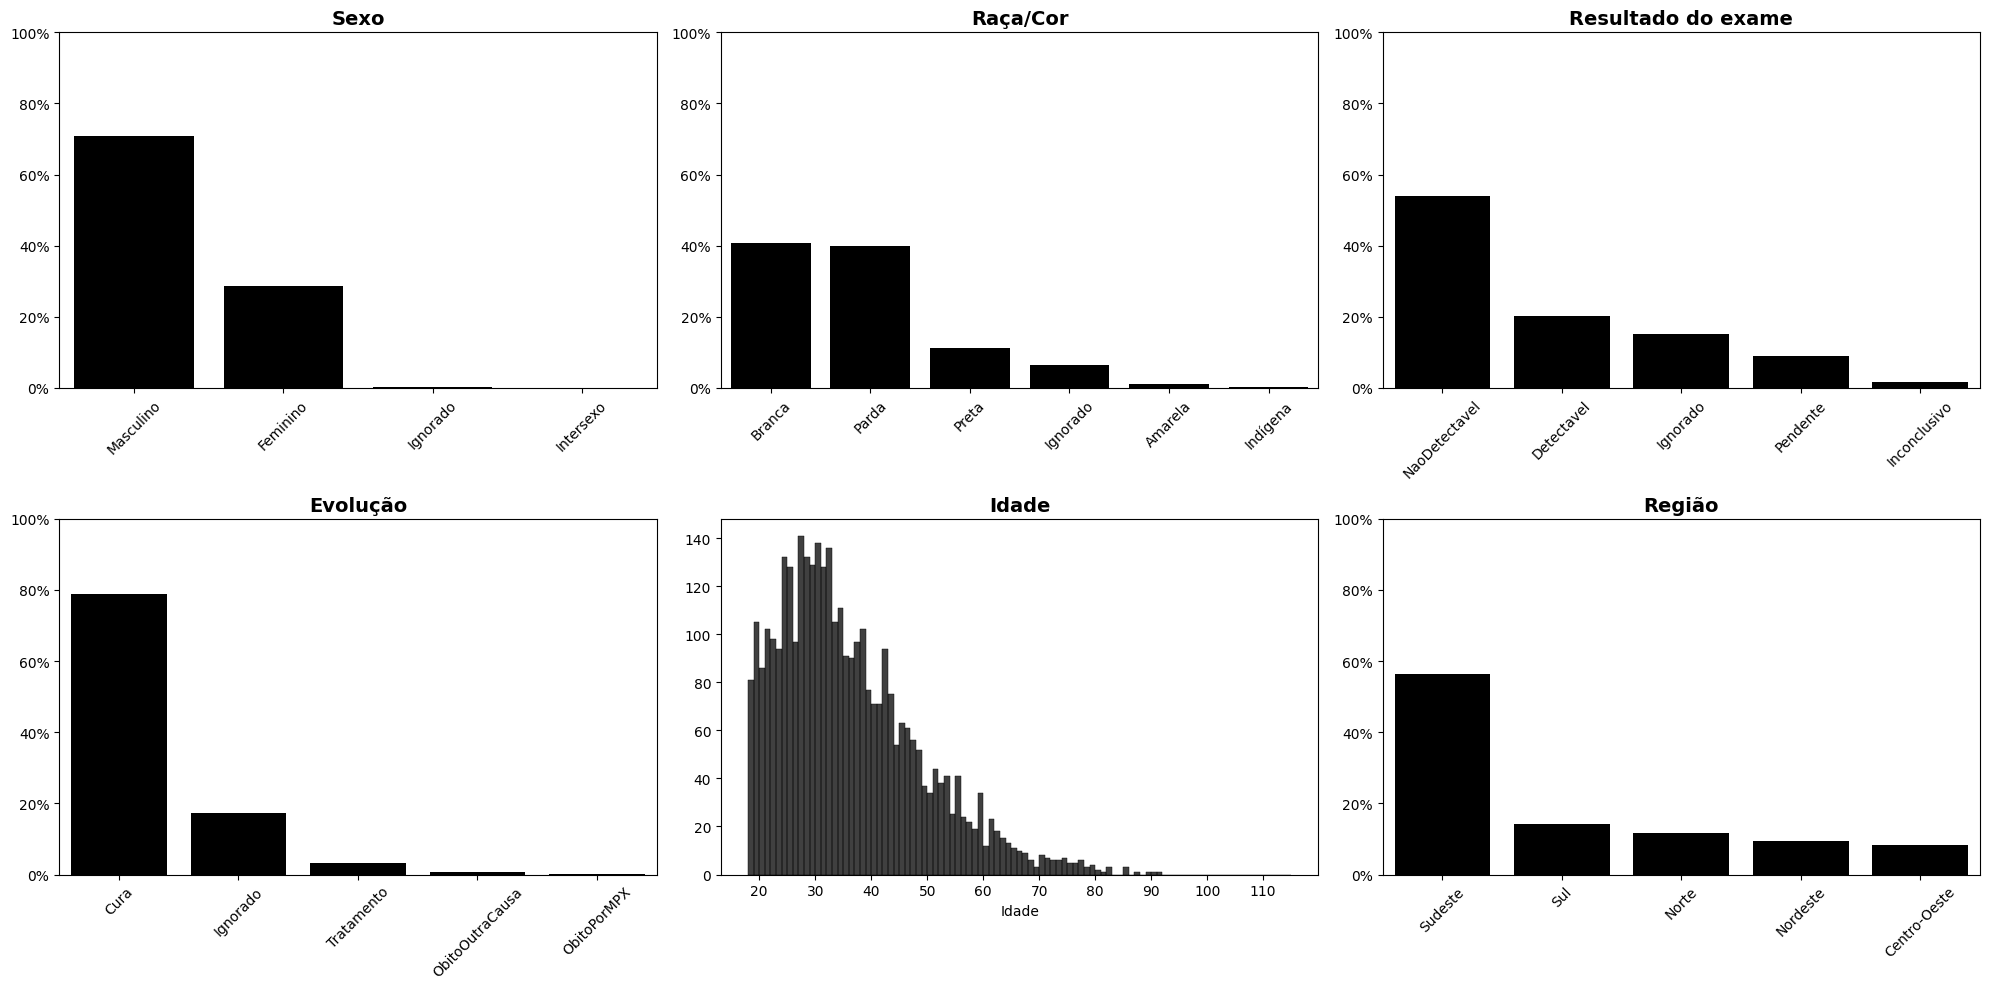 Sexo
100%
80%
60%
40%
20%
0%
Masculino
Feminino
Ignorado
Intersexo
Raça/Cor
100%
80%
60%
40%
20%
0%
Branca
Parda
Preta
Ignorado
Amarela
Indígena
Resultado do exame
100%
80%
60%
40%
20%
0%
NaoDetectavel
Detectavel
Ignorado
Pendente
Inconclusivo
Evolução
100%
80%
60%
40%
20%
0%
Cura
Ignorado
Tratamento
ObitoOutraCausa
ObitoPorMPX
Idade
140
120
100
80
60
40
20
0
20 30 40 50 60 70 80 90 100 110
Idade
Região
100%
80%
60%
40%
20%
0%
Sudeste
Sul
Norte
Nordeste
Centro-Oeste